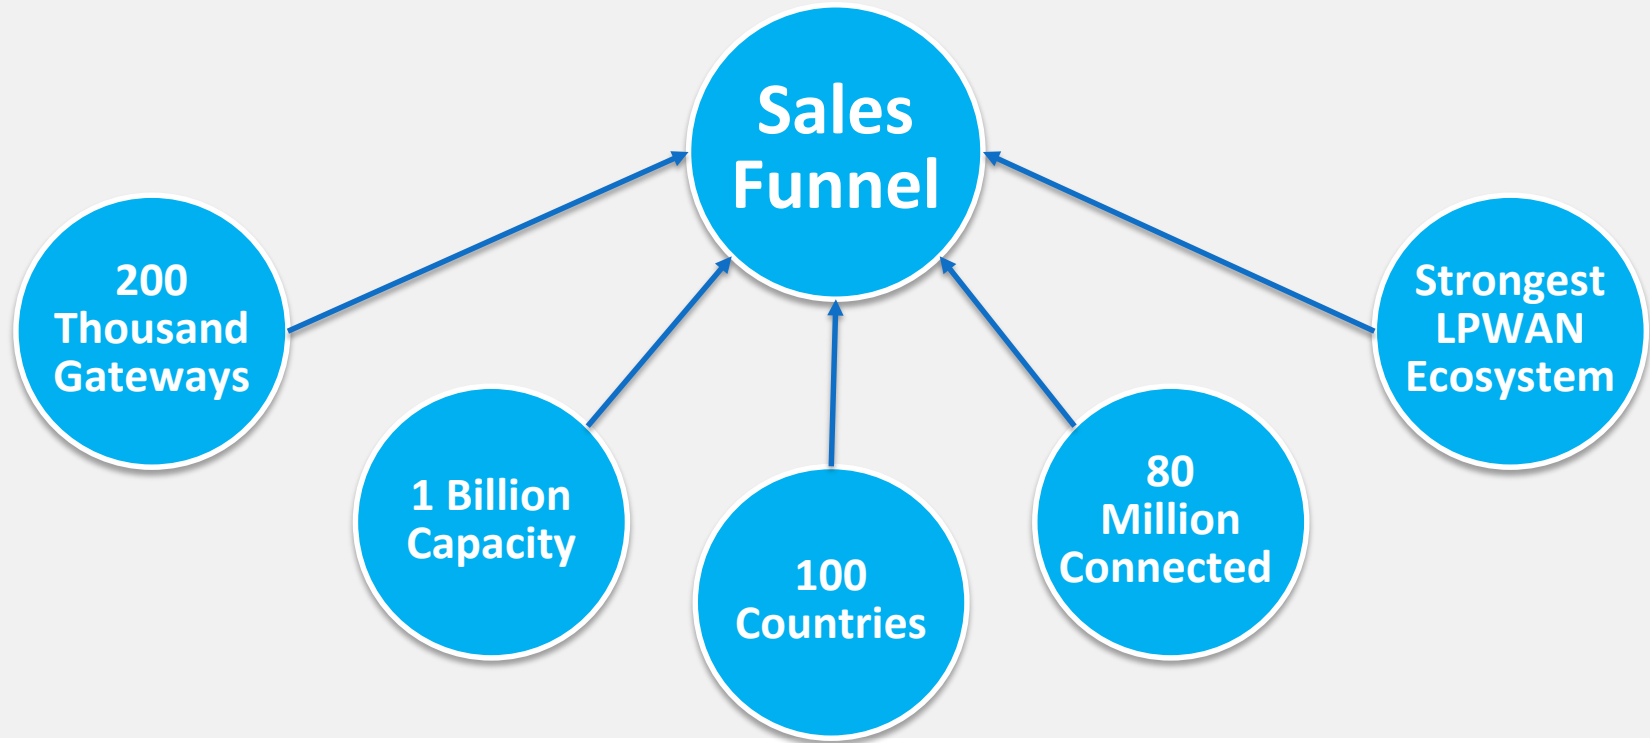 Sales
Funnel
200
Thousand
Gateways
1 Billion
Capacity
100
Countries
80
Million
Connected
Strongest
LPWAN
Ecosystem